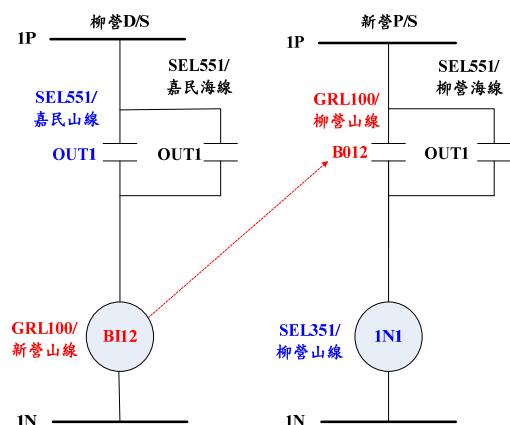 柳營D/S
1P
SEL551/
嘉民海線
SEL551/
嘉民山線
OUT1
OUT1
GRL100/
新營山線
BI12
1N
新營P/S
1P
SEL551/
柳營海線
GRL100/
柳營山線
B012
OUT1
SEL351/
柳營山線
1N1
1N